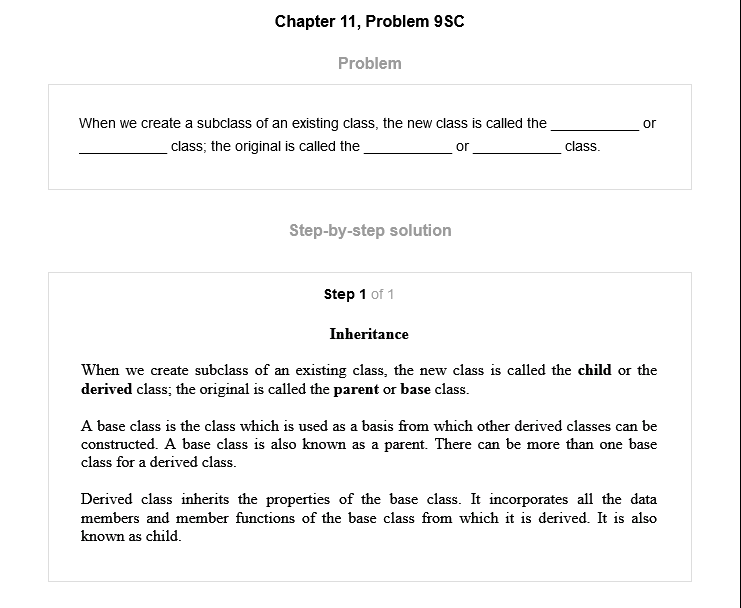 Chapter 11, Problem 9SC
Problem
When we create a subclass of an existing class, the new class is called the ___________ or
___________ class; the original is called the ___________ or ___________ class.
Step-by-step solution
Step 1 of 1
Inheritance
When we create subclass of an existing class, the new class is called the child or the
derived class; the original is called the parent or base class.
A base class is the class which is used as a basis from which other derived classes can be
constructed. A base class is also known as a parent. There can be more than one base
class for a derived class.
Derived class inherits the properties of the base class. It incorporates all the data
members and member functions of the base class from which it is derived. It is also
known as child.